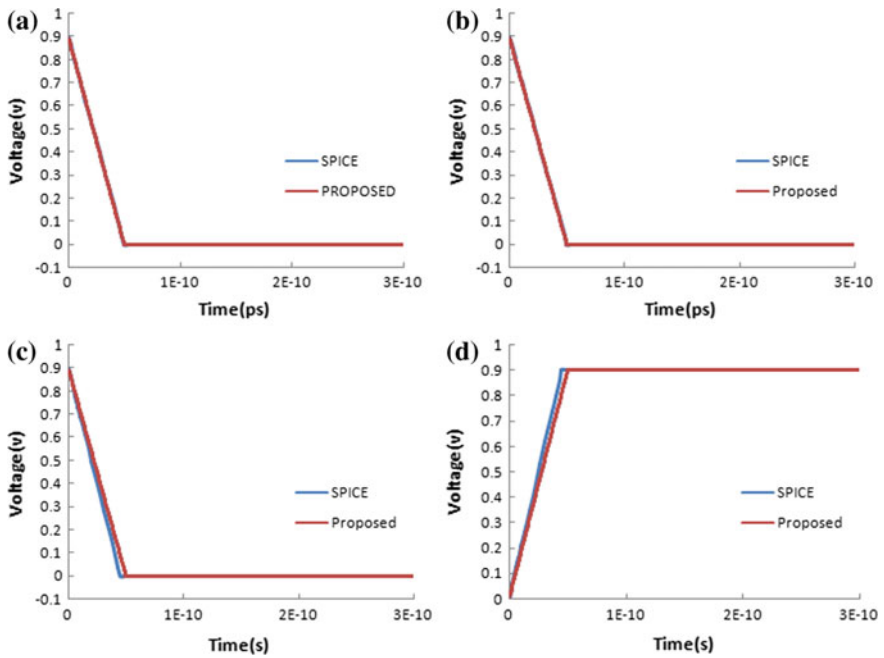 (a)
1
0.9
0.8
0.7
0.6
0.5
0.4
0.3
0.2
0.1
0
-0.1
Voltage(v)
SPICE
PROPOSED
0 1E-10 2E-10 3E-10
Time(ps)
(b)
1
0.9
0.8
0.7
0.6
0.5
0.4
0.3
0.2
0.1
0
-0.1
Voltage(v)
SPICE
Proposed
0 1E-10 2E-10 3E-10
Time(ps)
(c)
1
0.9
0.8
0.7
0.6
0.5
0.4
0.3
0.2
0.1
0
-0.1
Voltage(v)
SPICE
Proposed
0 1E-10 2E-10 3E-10
Time(s)
(d)
1
0.9
0.8
0.7
0.6
0.5
0.4
0.3
0.2
0.1
0
Voltage(v)
SPICE
Proposed
0 1E-10 2E-10 3E-10
Time(s)